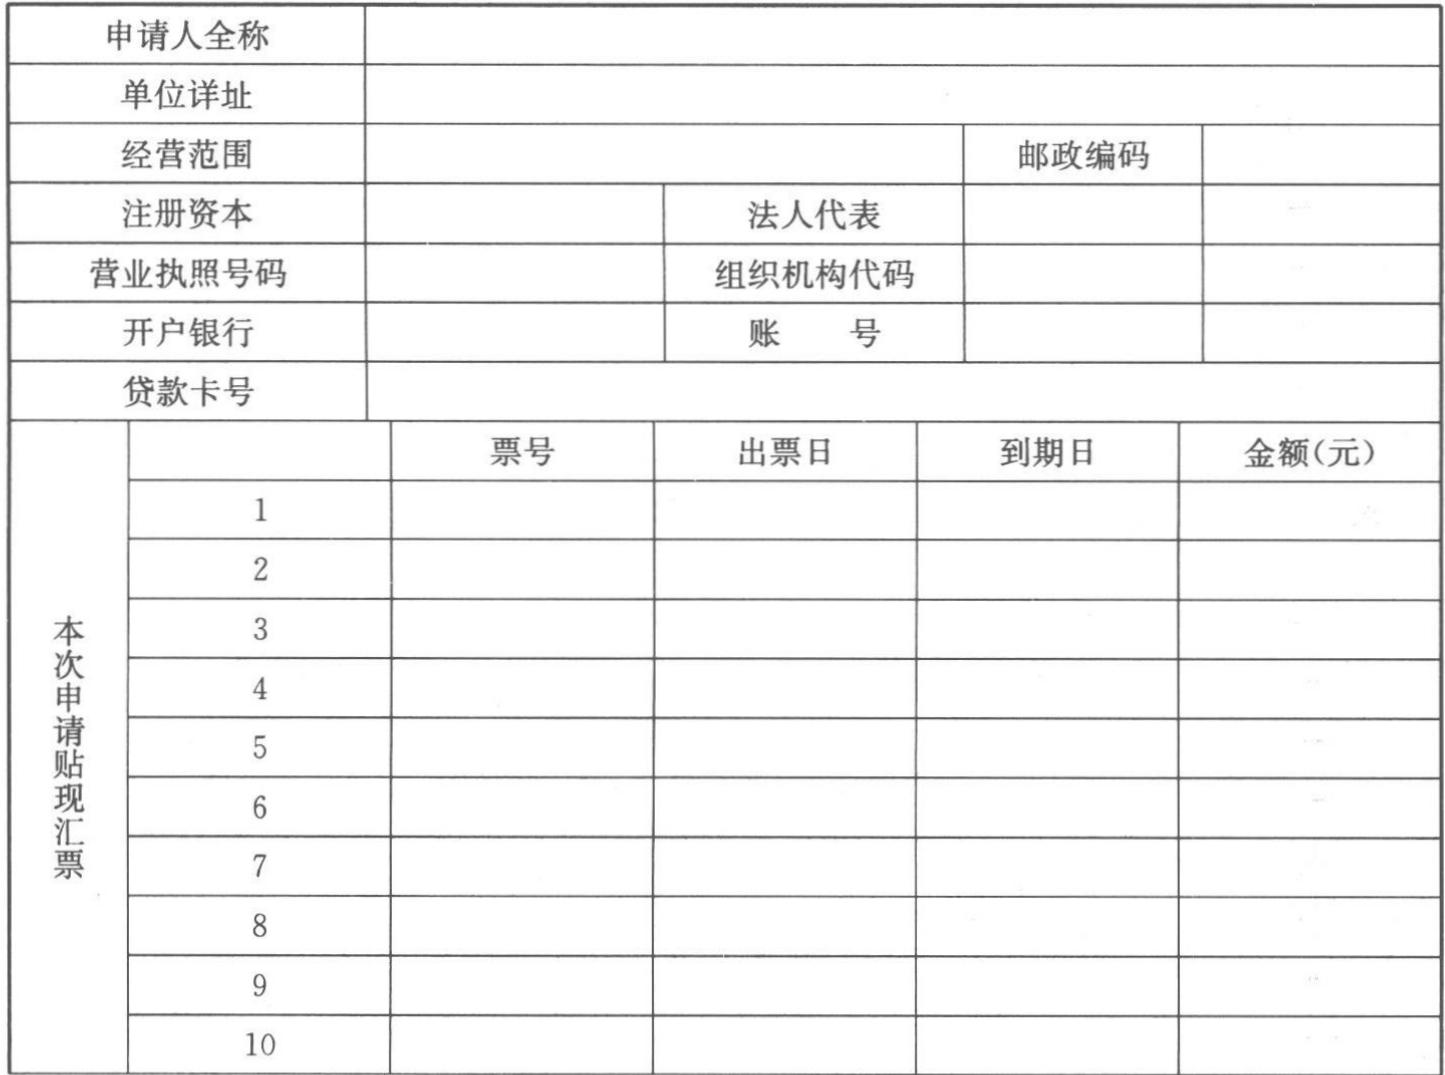 申请人全称
单位详址
经营范围 邮政编码
注册资本 法人代表
营业执照号码 组织机构代码
开户银行 账 号
贷款卡号
本次申请贴现汇票
票号 出票日 到期日 金额(元)
1
2
3
4
5
6
7
8
9
10